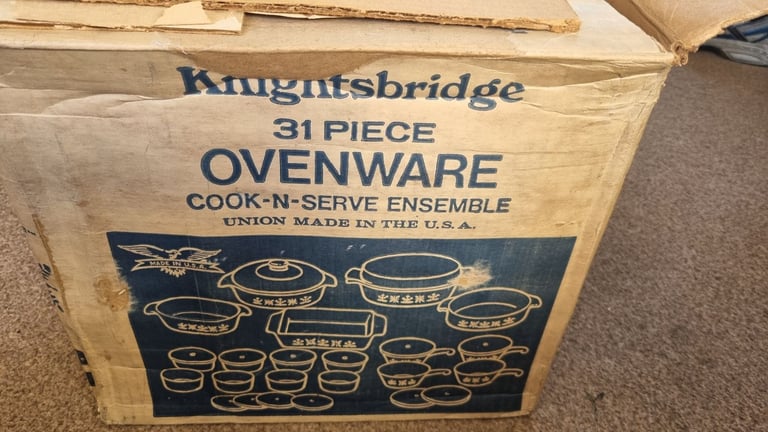 Knightsbridge
31 PIECE
OVENWARE
COOK-N-SERVE ENSEMBLE
UNION MADE IN THE U.S.A.
MADE IN U.S.A.